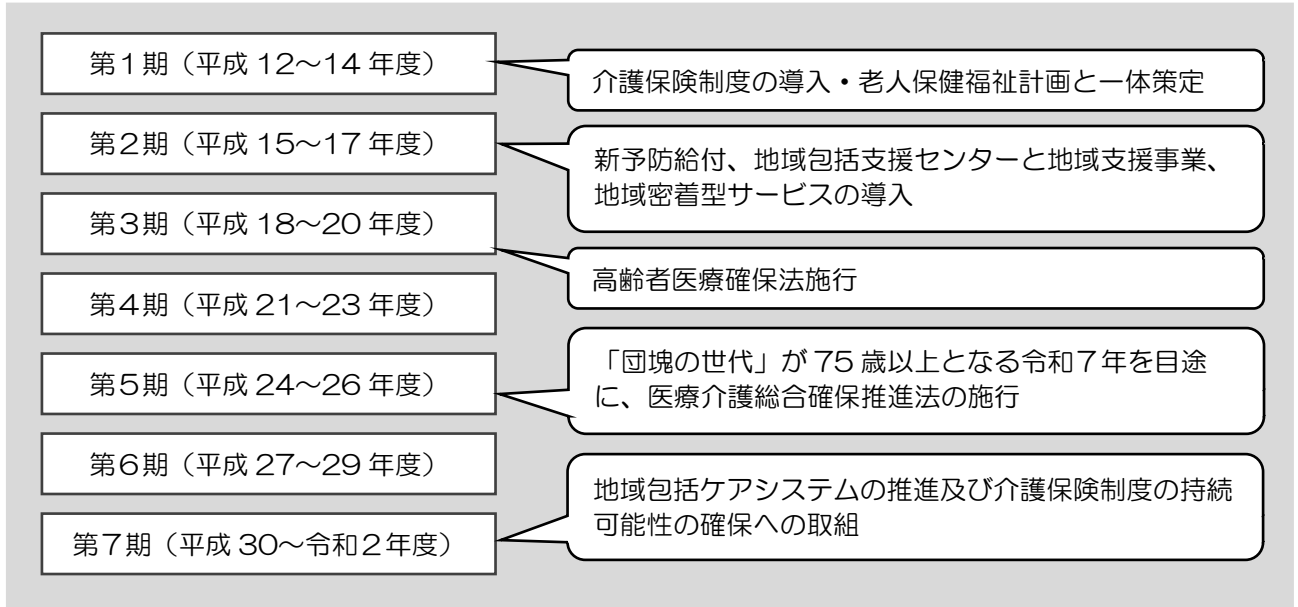 第１期（平成 12～14 年度）
介護保険制度の導入・老人保健福祉計画と一体策定
第２期（平成 15～17 年度）
新予防給付、地域包括支援センターと地域支援事業、
地域密着型サービスの導入
第３期（平成 18～20 年度）
高齢者医療確保法施行
第４期（平成 21～23 年度）
「団塊の世代」が 75 歳以上となる令和７年を目途
に、医療介護総合確保推進法の施行
第５期（平成 24～26 年度）
第６期（平成 27～29 年度）
地域包括ケアシステムの推進及び介護保険制度の持続
可能性の確保への取組
第７期（平成 30～令和２年度）